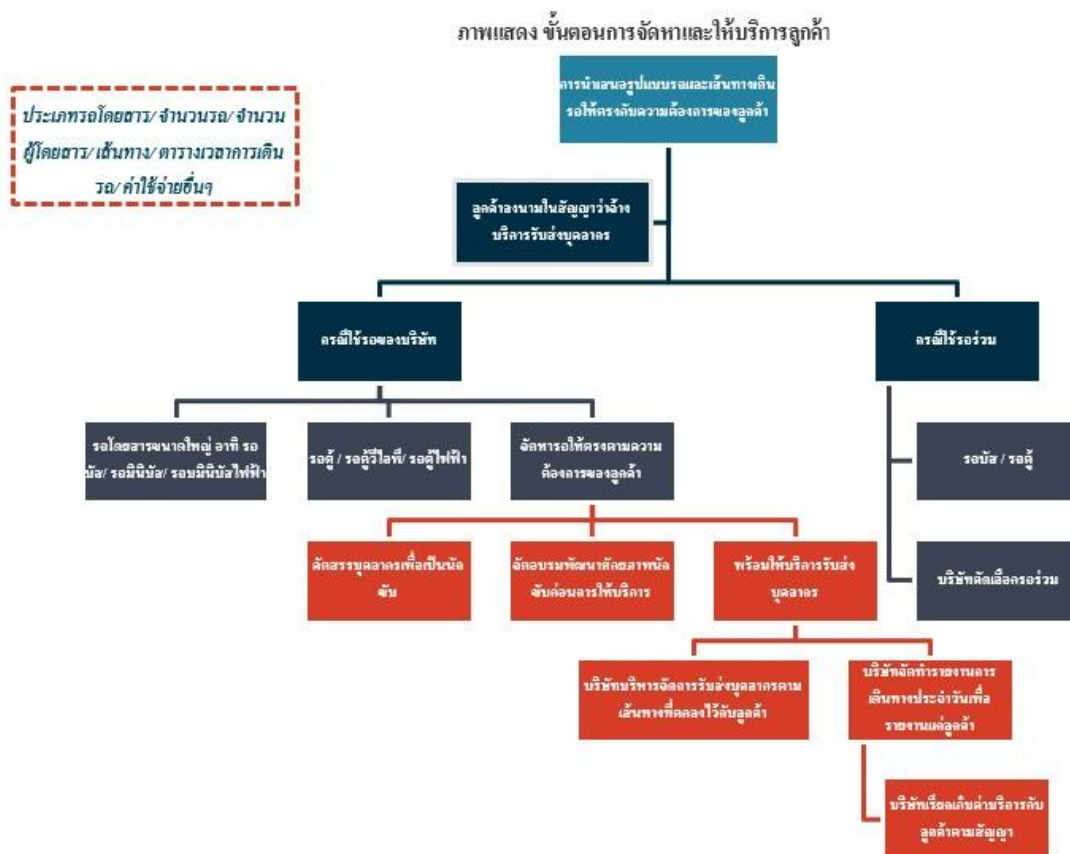 ภาพแสดง ขั้นตอนการจัดหาและให้บริการลูกค้า
การนำเสนอรูปแบบรถและเส้นทางเดิน
รถให้ตรงกับความต้องการของลูกค้า
ประเภทรถโดยสาร/ จำนวนรถ/ จำนวน
ผู้โดยสาร/ เส้นทาง/ ตารางเวลาการเดิน
รถ/ ค่าใช้จ่ายอื่นๆ
ลูกค้าลงนามในสัญญาว่าจ้าง
บริการรับส่งบุคลากร
กรณีใช้รถของบริษัท
กรณีใช้รถร่วม
รถโดยสารขนาดใหญ่ อาทิ รถ
บัส/ รถมินิบัส/ รถบมินิบัสไฟฟ้า
รถตู้ / รถตู้วีไอพี/ รถตู้ไฟฟ้า
จัดหารถให้ตรงตามความ
ต้องการของลูกค้า
รถบัส / รถตู้
คัดสรรบุคลากรเพื่อเป็นนัก
ขับ
จัดอบรมพัฒนาศักยภาพนัก
ขับก่อนการให้บริการ
พร้อมให้บริการรับส่ง
บุคลากร
บริษัทคัดเลือกรถร่วม
บริษัทบริหารจัดการรับส่งบุคลากรตาม
เส้นทางที่ตกลงไว้กับลูกค้า
บริษัทจัดทำรายงานการ
เดินทางประจำวันเพื่อ
รายงานแก่ลูกค้า
บริษัทเรียกเก็บค่าบริการกับ
ลูกค้าตามสัญญา